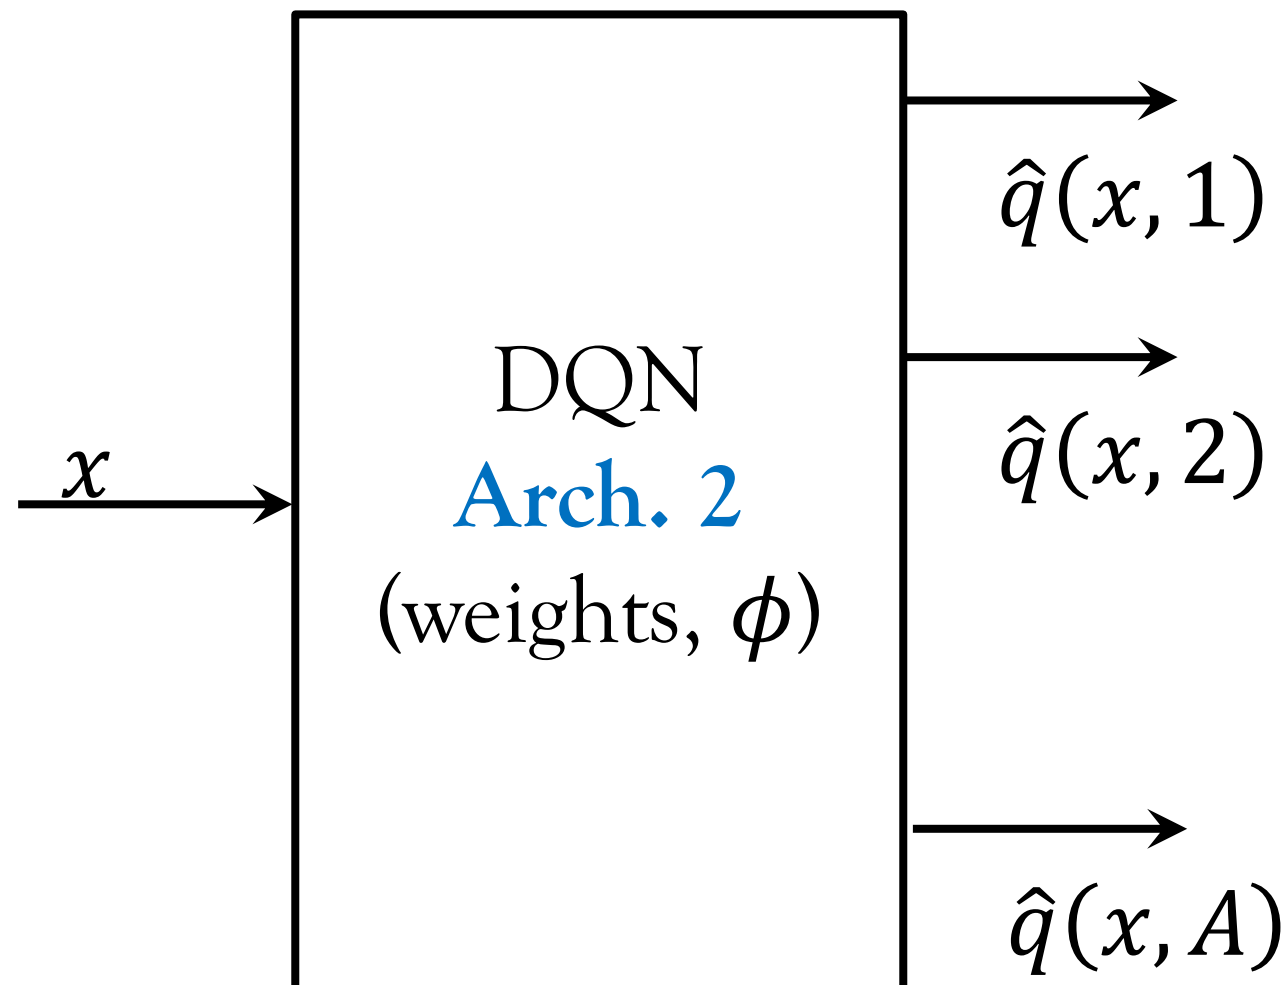 x
DQN
Arch. 2
(weights, ϕ)
q̂(x, 1)
q̂(x, 2)
q̂(x, A)